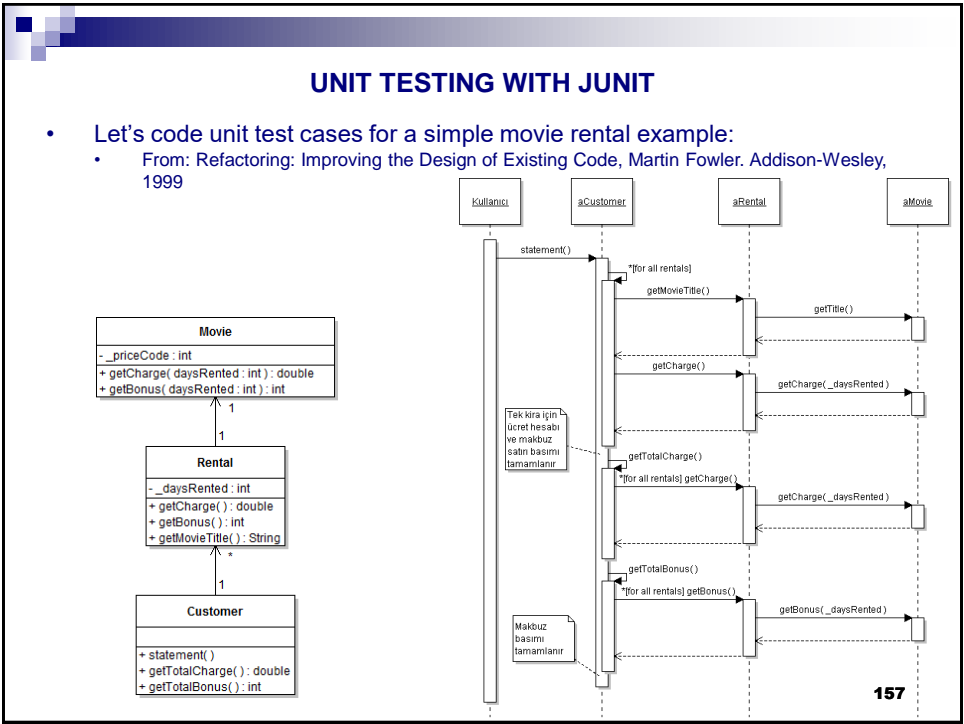 UNIT TESTING WITH JUNIT
• Let’s code unit test cases for a simple movie rental example:
• From: Refactoring: Improving the Design of Existing Code, Martin Fowler. Addison-Wesley,
1999
Movie
- _priceCode : int
+ getCharge( daysRented : int ) : double
+ getBonus( daysRented : int ) : int
1
1
Rental
- _daysRented : int
+ getCharge( ) : double
+ getBonus( ) : int
+ getMovieTitle( ) : String
*
1
Customer
+ statement( )
+ getTotalCharge( ) : double
+ getTotalBonus( ) : int
Kullanıcı
aCustomer
aRental
aMovie
statement( )
*[for all rentals]
getMovieTitle( )
getTitle( )
getCharge( )
getCharge( _daysRented )
Tek kira için
ücret hesabı
ve makbuz
satırı basımı
tamamlanır
getTotalCharge( )
*[for all rentals] getCharge( )
getCharge( _daysRented )
getTotalBonus( )
*[for all rentals] getBonus( )
getBonus( _daysRented )
Makbuz
basımı
tamamlanır
157